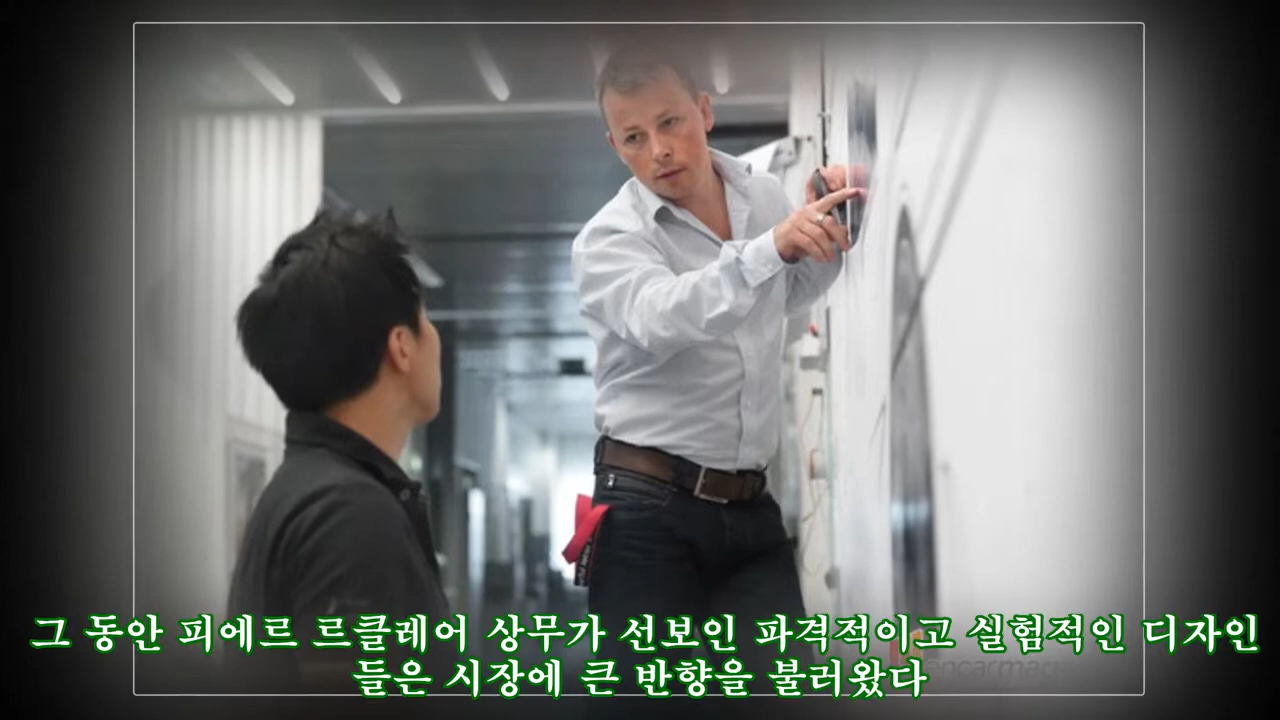 그 동안 피에르 르클레어 상무가 선보인 파격적이고 실험적인 디자인
들은 시장에 큰 반향을 불러왔다